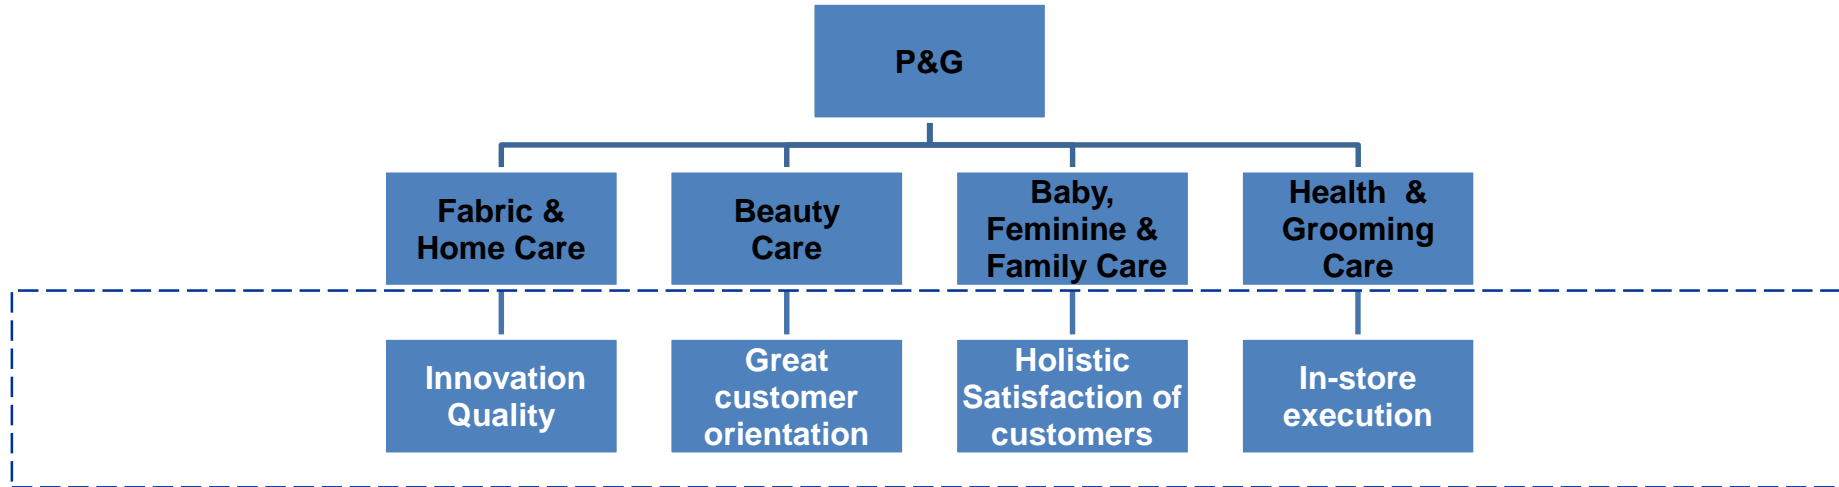 P&G
Fabric &
Home Care
Beauty
Care
Baby,
Feminine &
Family Care
Health & 
Grooming
Care
Innovation
Quality
Great
customer
orientation
Holistic
Satisfaction of
customers
In-store
execution